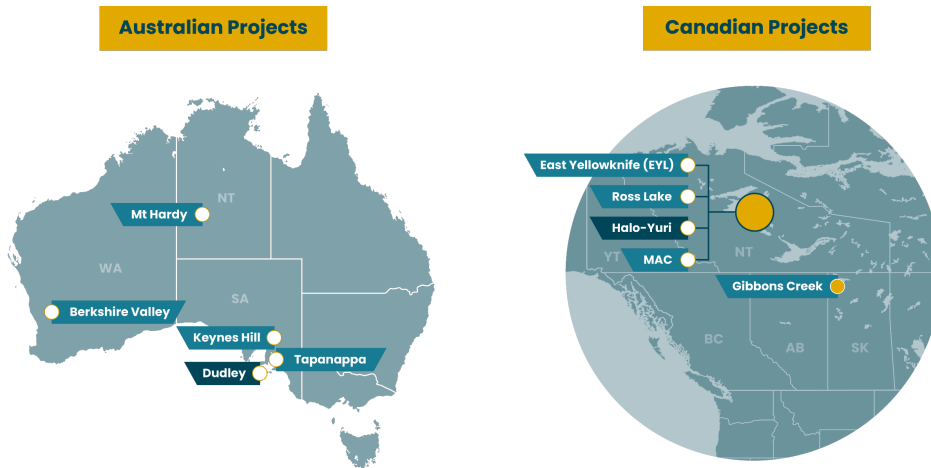 Australian Projects
NT
Mt Hardy
WA
SA
Berkshire Valley
Keynes Hill
Tapanappa
Dudley
Canadian Projects
East Yellowknife (EYL)
Ross Lake
Halo-Yuri
MAC
YT
NT
Gibbons Creek
BC
AB
SK